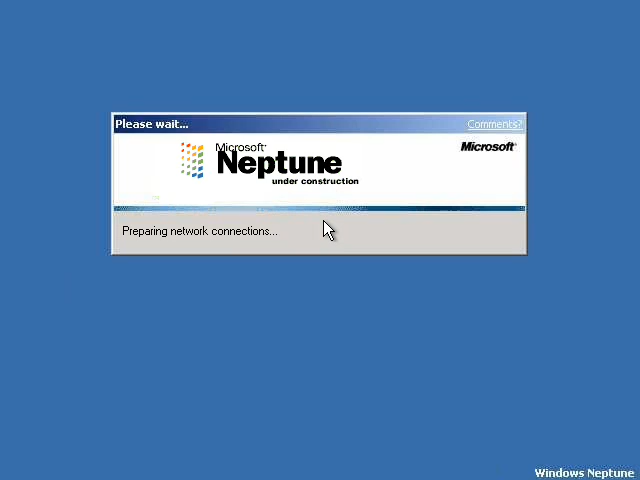 Please wait... Comments?
Microsoft
Neptune
under construction
Microsoft
Preparing network connections...
Windows Neptune